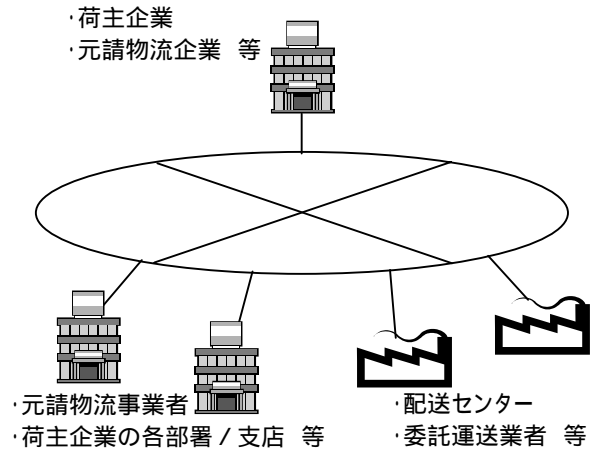 ·荷主企業
·元請物流企業 等
·元請物流事業者
·荷主企業の各部署/支店 等
·配送センター
·委託運送業者 等